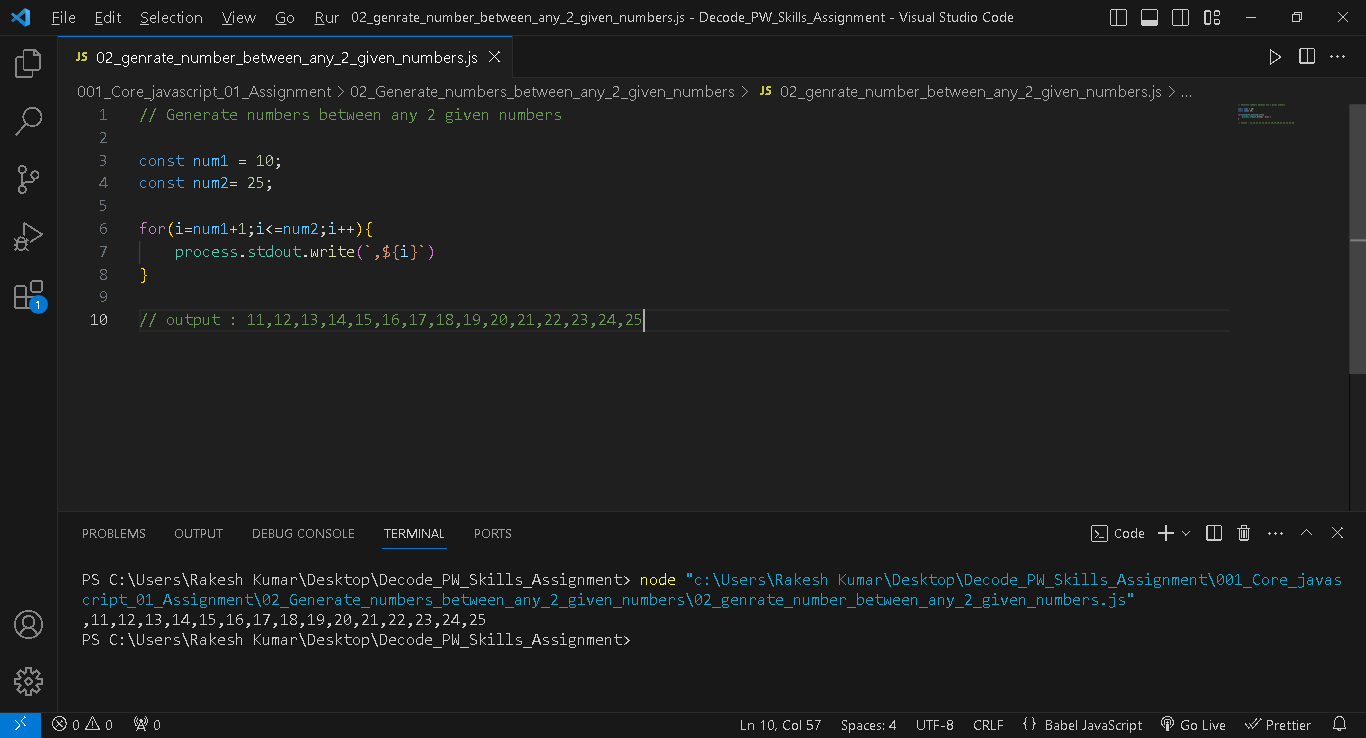 File Edit Selection View Go Rur 02_genrate_number_between_any_2_given_numbers.js - Decode_PW_Skills_Assignment - Visual Studio Code
JS 02_genrate_number_between_any_2_given_numbers.js
001_Core_javascript_01_Assignment > 02_Generate_numbers_between_any_2_given_numbers > JS 02_genrate_number_between_any_2_given_numbers.js > ...
1 // Generate numbers between any 2 given numbers
2
3 const num1 = 10;
4 const num2= 25;
5
6 for(i=num1+1;i<=num2;i++){
7 process.stdout.write(`,${i}`)
8 }
9
10 // output : 11,12,13,14,15,16,17,18,19,20,21,22,23,24,25
1
PROBLEMS OUTPUT DEBUG CONSOLE TERMINAL PORTS Code
PS C:\Users\Rakesh Kumar\Desktop\Decode_PW_Skills_Assignment> node "c:\Users\Rakesh Kumar\Desktop\Decode_PW_Skills_Assignment\001_Core_javas
cript_01_Assignment\02_Generate_numbers_between_any_2_given_numbers\02_genrate_number_between_any_2_given_numbers.js"
,11,12,13,14,15,16,17,18,19,20,21,22,23,24,25
PS C:\Users\Rakesh Kumar\Desktop\Decode_PW_Skills_Assignment>
0 0 0 Ln 10, Col 57 Spaces: 4 UTF-8 CRLF {} Babel JavaScript Go Live Prettier